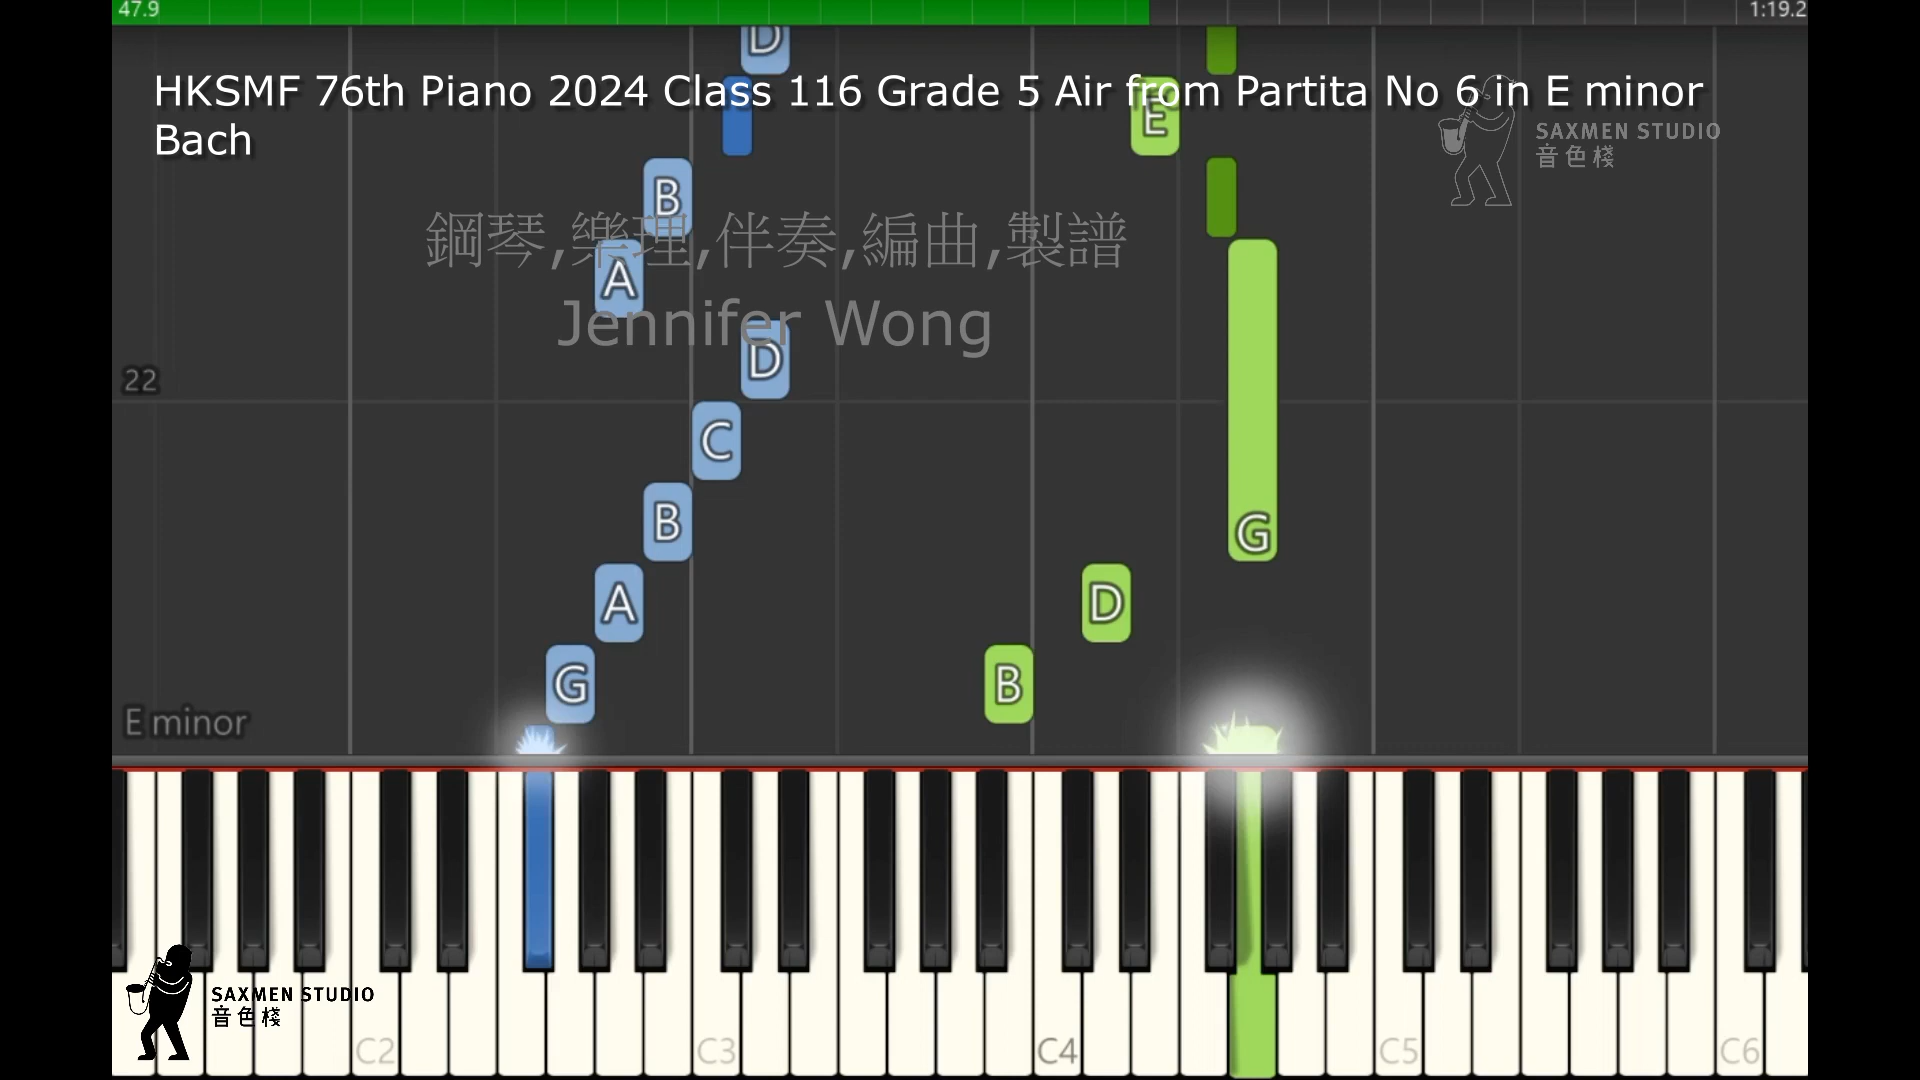 47.9
1:19.2
D
HKSMF 76th Piano 2024 Class 116 Grade 5 Air from Partita No 6 in E minor
Bach
E
SAXMEN STUDIO
音色棧
B
鋼琴,樂理,伴奏,編曲,製譜
A
Jennifer Wong
D
22
C
B
G
A
D
G
B
E minor
SAXMEN STUDIO
音色棧
C2
C3
C4
C5
C6